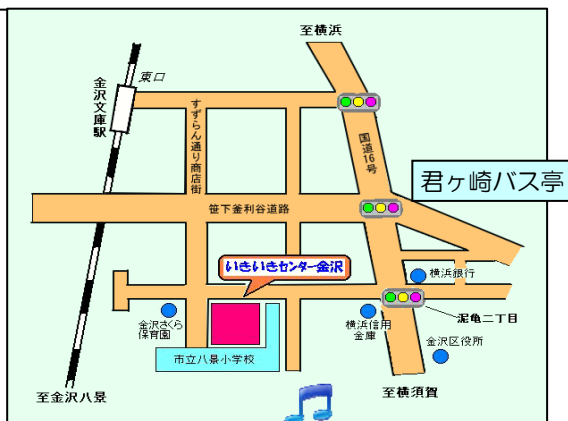 至横浜
東口
金沢文庫駅
すずらん通り商店街
国道16号
君ヶ崎バス亭
笹下釜利谷道路
いきいきセンター金沢
横浜銀行
金沢さくら
保育園
横浜信用
金庫
泥亀二丁目
金沢区役所
市立八景小学校
至金沢八景
至横須賀